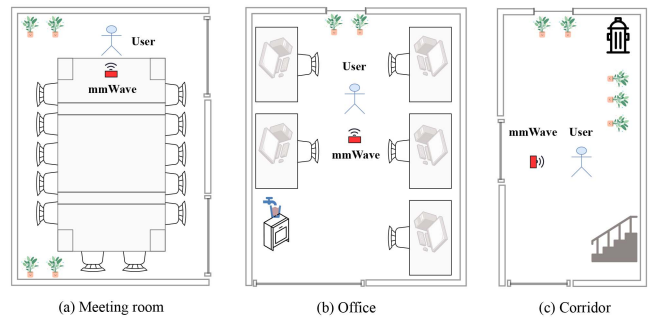 User
mmWave
User
mmWave
mmWave User
(a) Meeting room
(b) Office
(c) Corridor